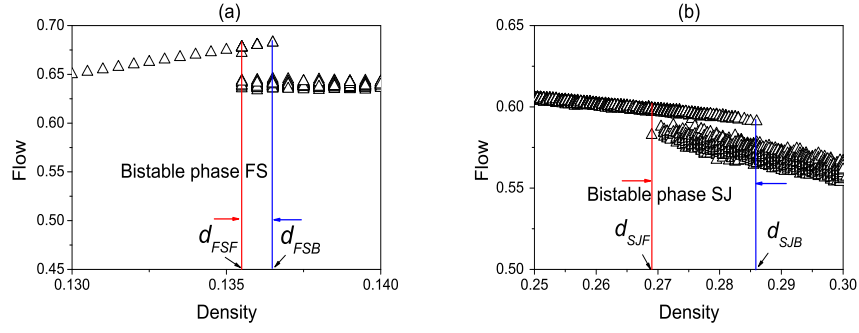 (a)
0.70
0.65
0.60
0.55
0.50
0.45
Flow
Bistable phase FS
d_FSF
d_FSB
0.130
0.135
0.140
Density
(b)
0.65
0.60
0.55
0.50
Flow
Bistable phase SJ
d_SJF
d_SJB
0.25
0.26
0.27
0.28
0.29
0.30
Density